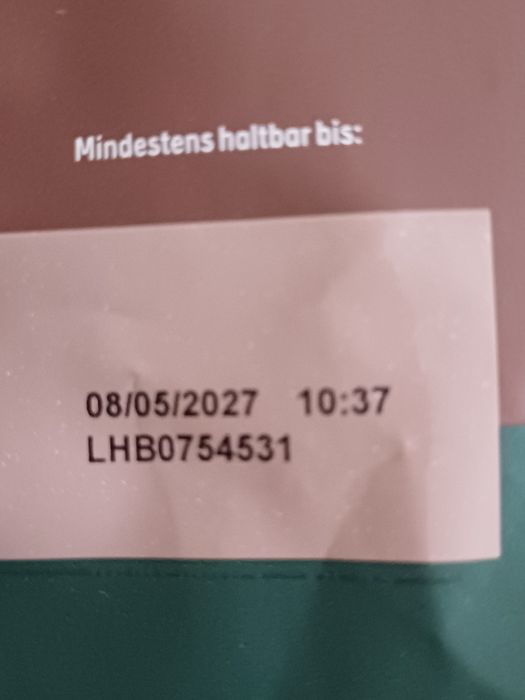 Mindestens haltbar bis:
08/05/2027 10:37
LHB0754531